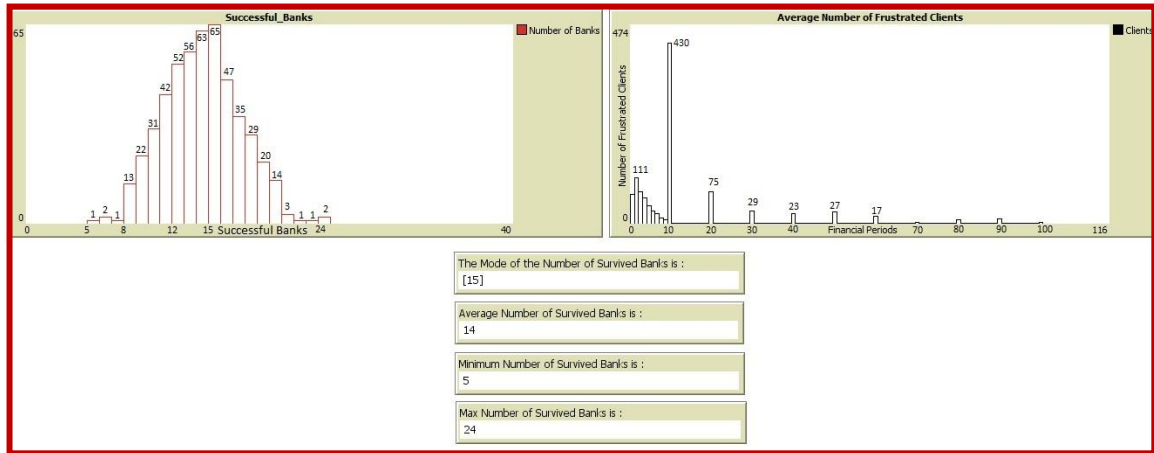 Successful_Banks
65
Number of Banks
1 2 1 13 22 31 42 52 56 63 65 47 35 29 20 14 3 1 1 2
0
0 5 8 12 15 Successful Banks 24 40
Average Number of Frustrated Clients
474
Clients
Number of Frustrated Clients
111 430 75 29 23 27 17
0
0 10 20 30 40 Financial Periods 70 80 90 100 116
The Mode of the Number of Survived Banks is :
[15]
Average Number of Survived Banks is :
14
Minimum Number of Survived Banks is :
5
Max Number of Survived Banks is :
24